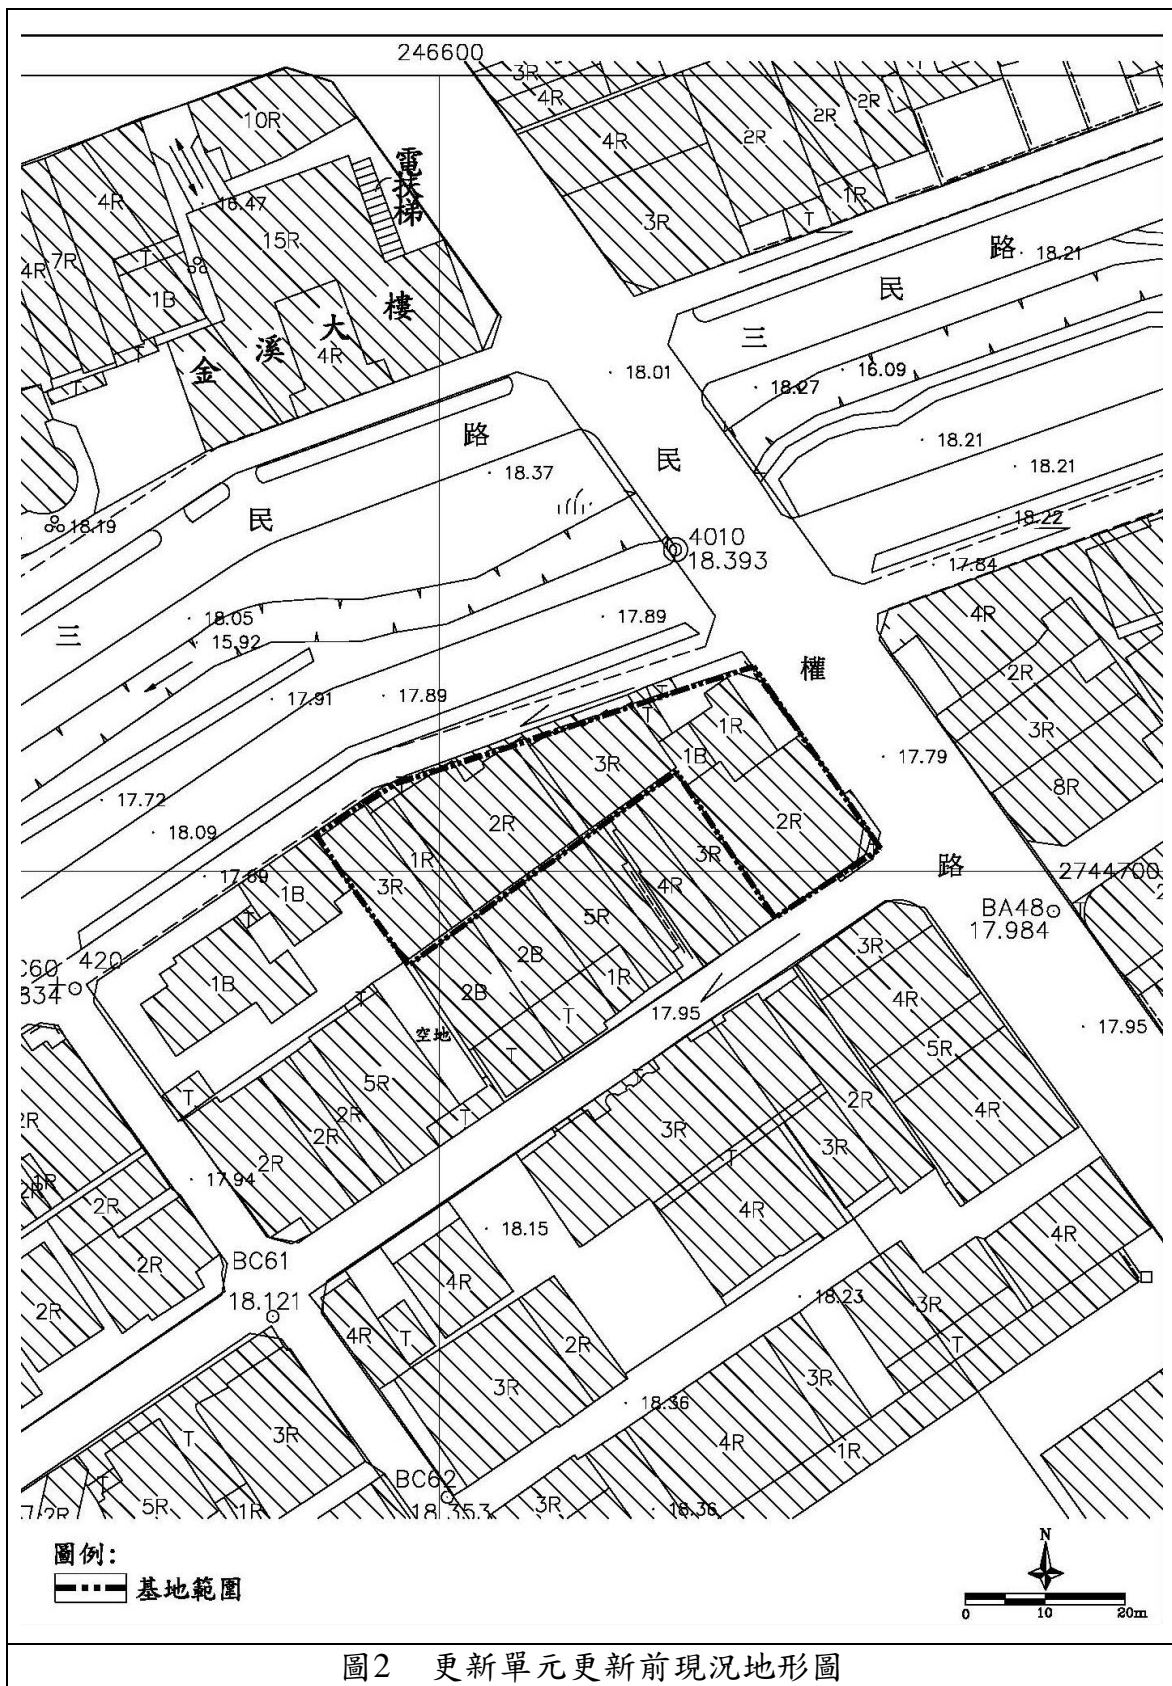 246600
3R
4R
10R
4R
2R
2R
2R
電扶梯
4R
16.47
1R
T
3R
15R
路
18.21
7R
4R
T
民
1B
金溪大樓
三
4R
T
T
18.01
18.27
16.09
路
民
18.21
18.37
18.21
民
18.22
18.19
4010
18.393
17.84
三
18.05
15.92
17.89
4R
權
2R
17.91
17.89
T
1R
3R
1B
17.79
3R
8R
17.72
2R
2R
18.09
1R
3R
路
17.69
3R
4R
2744700
1B
T
5R
BA48
17.984
2B
3R
420
1B
2B
1R
4R
T
T
17.95
17.95
空地
T
5R
5R
T
2R
T
2R
3R
2R
4R
2R
T
3R
1R
2R
17.94
2R
4R
18.15
4R
2R
BC61
4R
18.121
2R
18.23
3R
4R
T
2R
T
3R
3R
18.36
T
3R
4R
1R
T
BC62
5R
1R
18.353
3R
18.36
2R
圖例:
基地範圍
N
0 10 20m
圖2 更新單元更新前現況地形圖